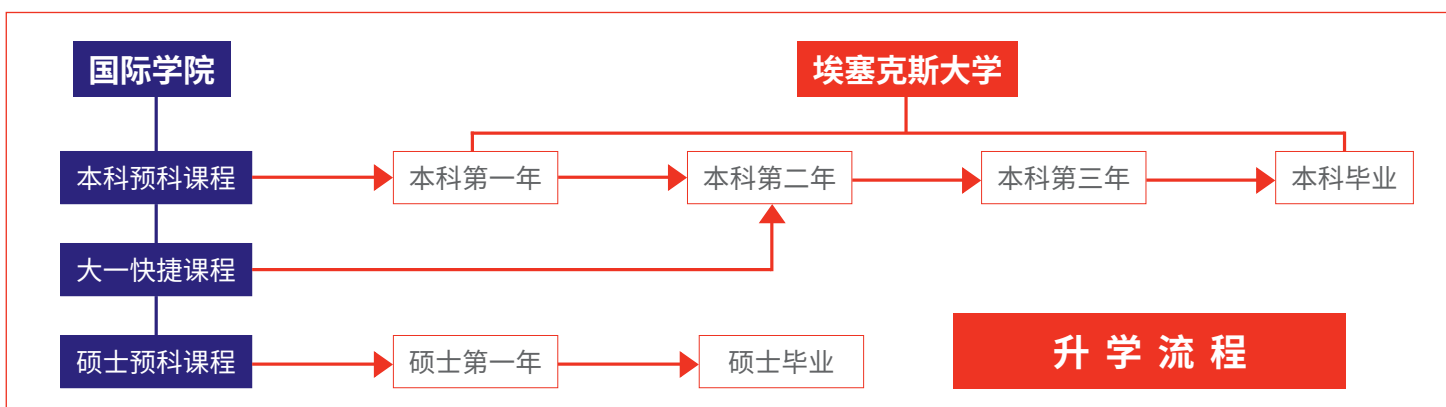 国际学院
埃塞克斯大学
本科预科课程
本科第一年
本科第二年
本科第三年
本科毕业
大一快捷课程
硕士预科课程
硕士第一年
硕士毕业
升学流程